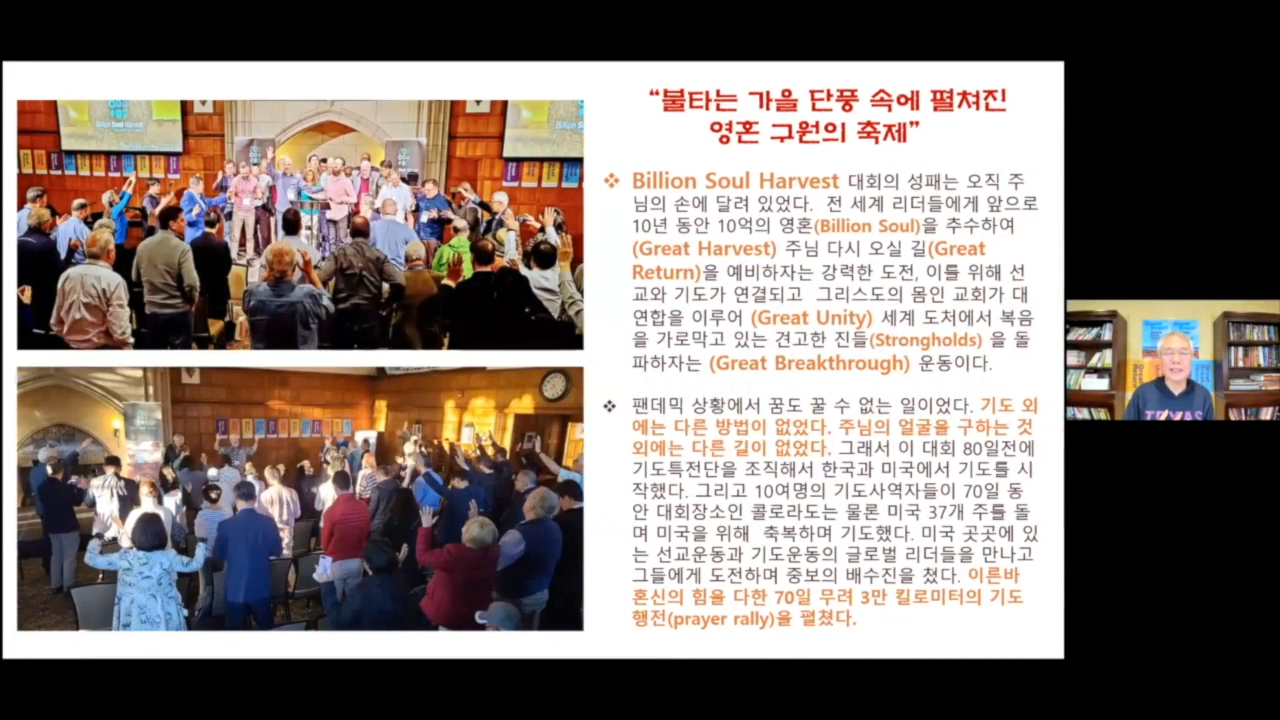 “불타는 가을 단풍 속에 펼쳐진
영혼 구원의 축제”
Billion Soul Harvest 대회의 성패는 오직 주
님의 손에 달려 있었다. 전 세계 리더들에게 앞으로
10년 동안 10억의 영혼(Billion Soul)을 추수하여
(Great Harvest) 주님 다시 오실 길(Great
Return)을 예비하자는 강력한 도전, 이를 위해 선
교와 기도가 연결되고 그리스도의 몸인 교회가 대
연합을 이루어 (Great Unity) 세계 도처에서 복음
을 가로막고 있는 견고한 진들(Strongholds) 을 돌
파하자는 (Great Breakthrough) 운동이다.
팬데믹 상황에서 꿈도 꿀 수 없는 일이었다. 기도 외
에는 다른 방법이 없었다. 주님의 얼굴을 구하는 것
외에는 다른 길이 없었다. 그래서 이 대회 80일전에
기도특전단을 조직해서 한국과 미국에서 기도를 시
작했다. 그리고 10여명의 기도사역자들이 70일 동
안 대회장소인 콜로라도는 물론 미국 37개 주를 돌
며 미국을 위해 축복하며 기도했다. 미국 곳곳에 있
는 선교운동과 기도운동의 글로벌 리더들을 만나고
그들에게 도전하며 중보의 배수진을 쳤다. 이른바
혼신의 힘을 다한 70일 무려 3만 킬로미터의 기도
행전(prayer rally)을 펼쳤다.
Billion Soul Harvest
TEXAS